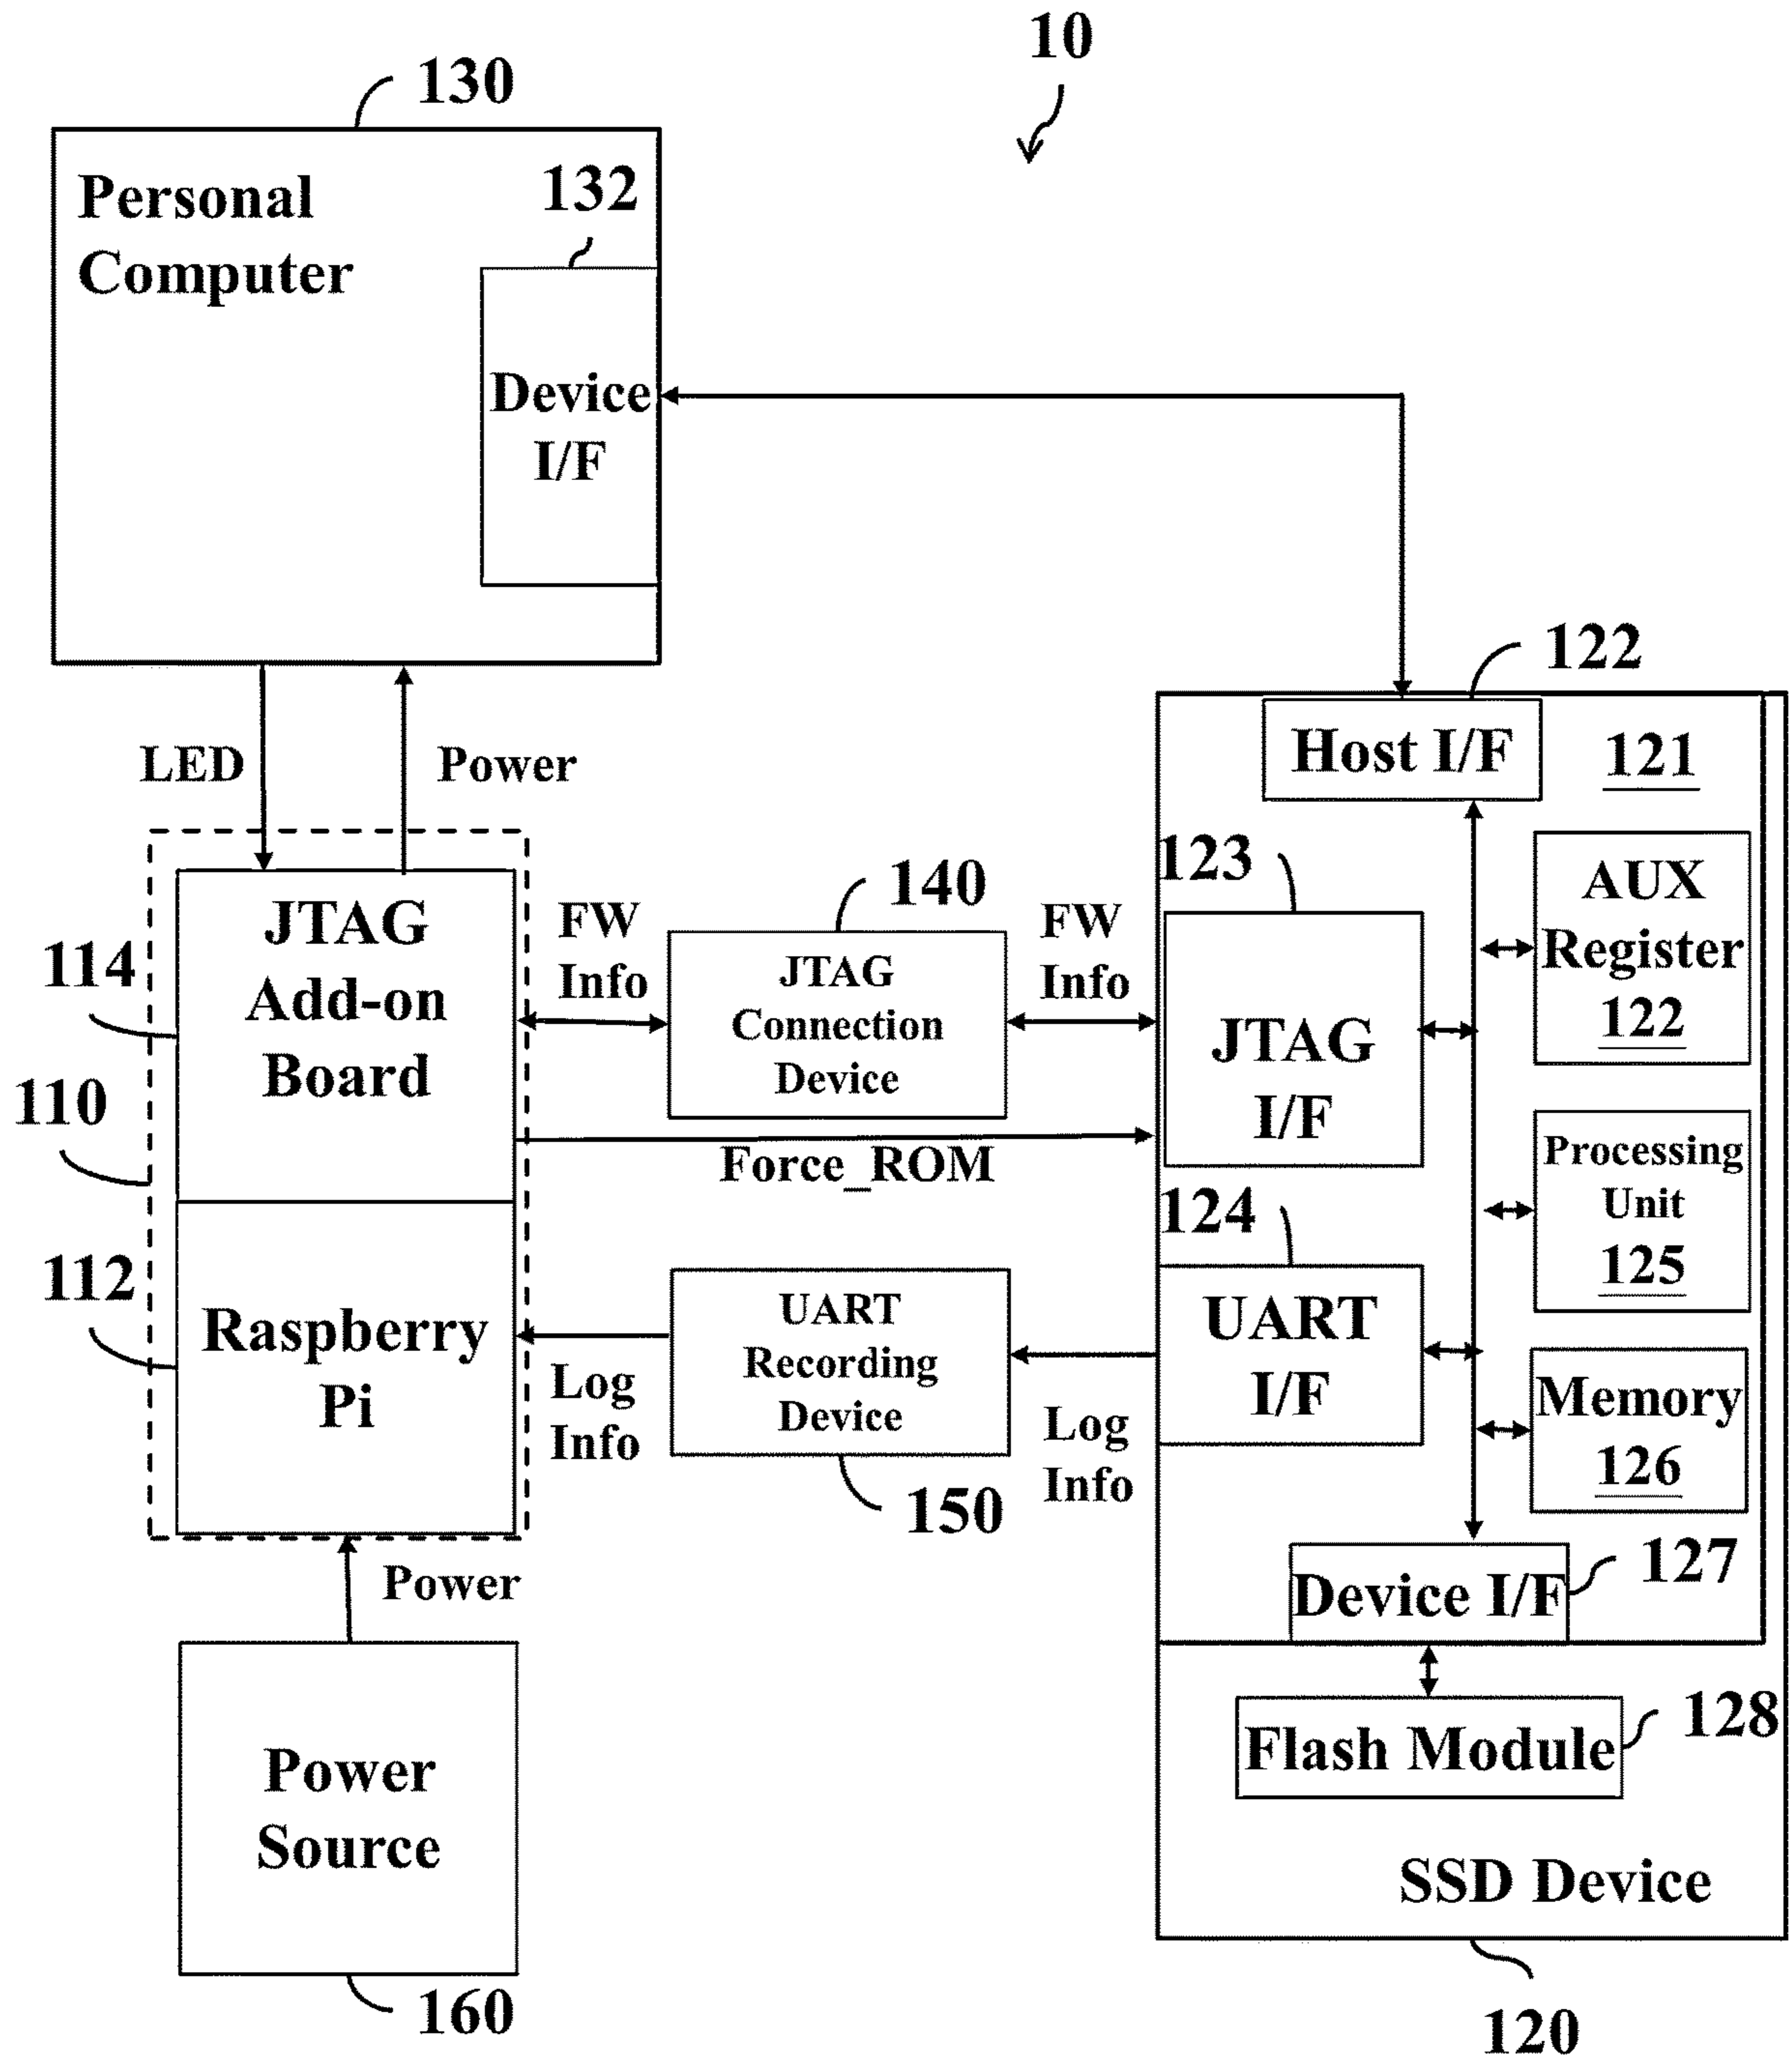 10
130
Personal
Computer
132
Device
I/F
LED
Power
122
Host I/F
121
123
AUX
Register
122
JTAG
I/F
114
JTAG
Add-on
Board
110
FW
Info
140
JTAG
Connection
Device
FW
Info
Force_ROM
Processing
Unit
125
124
UART
I/F
112
Raspberry
Pi
Log
Info
UART
Recording
Device
150
Log
Info
Memory
126
127
Device I/F
Power
Power
Source
160
128
Flash Module
SSD Device
120